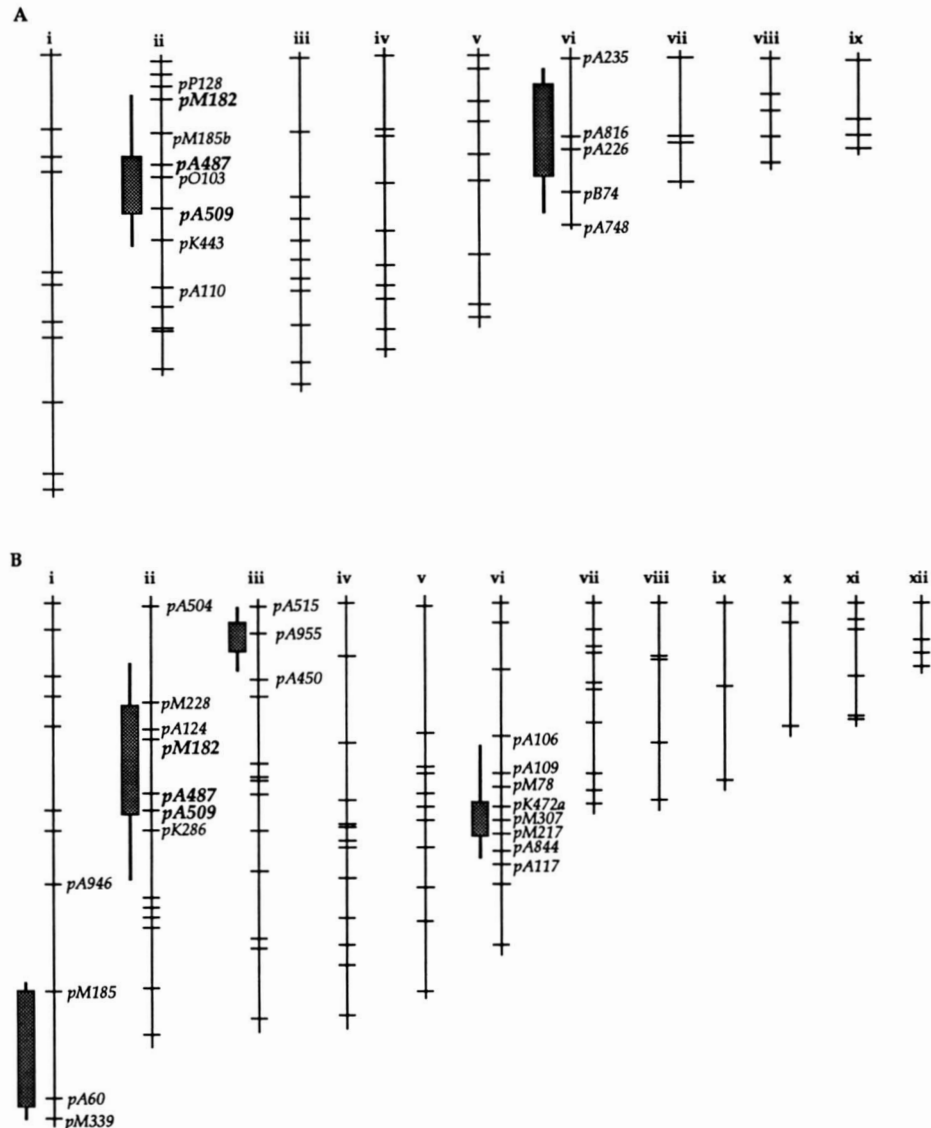 A
i ii iii iv v vi vii viii ix
pP128
pM182
pM185b
pA487
pO103
pA509
pK443
pA110
pA235
pA816
pA226
pB74
pA748
B
i ii iii iv v vi vii viii ix x xi xii
pA946
pM185
pA60
pM339
pA504
pM228
pA124
pM182
pA487
pA509
pK286
pA515
pA955
pA450
pA106
pA109
pM78
pK472a
pM307
pM217
pA844
pA117